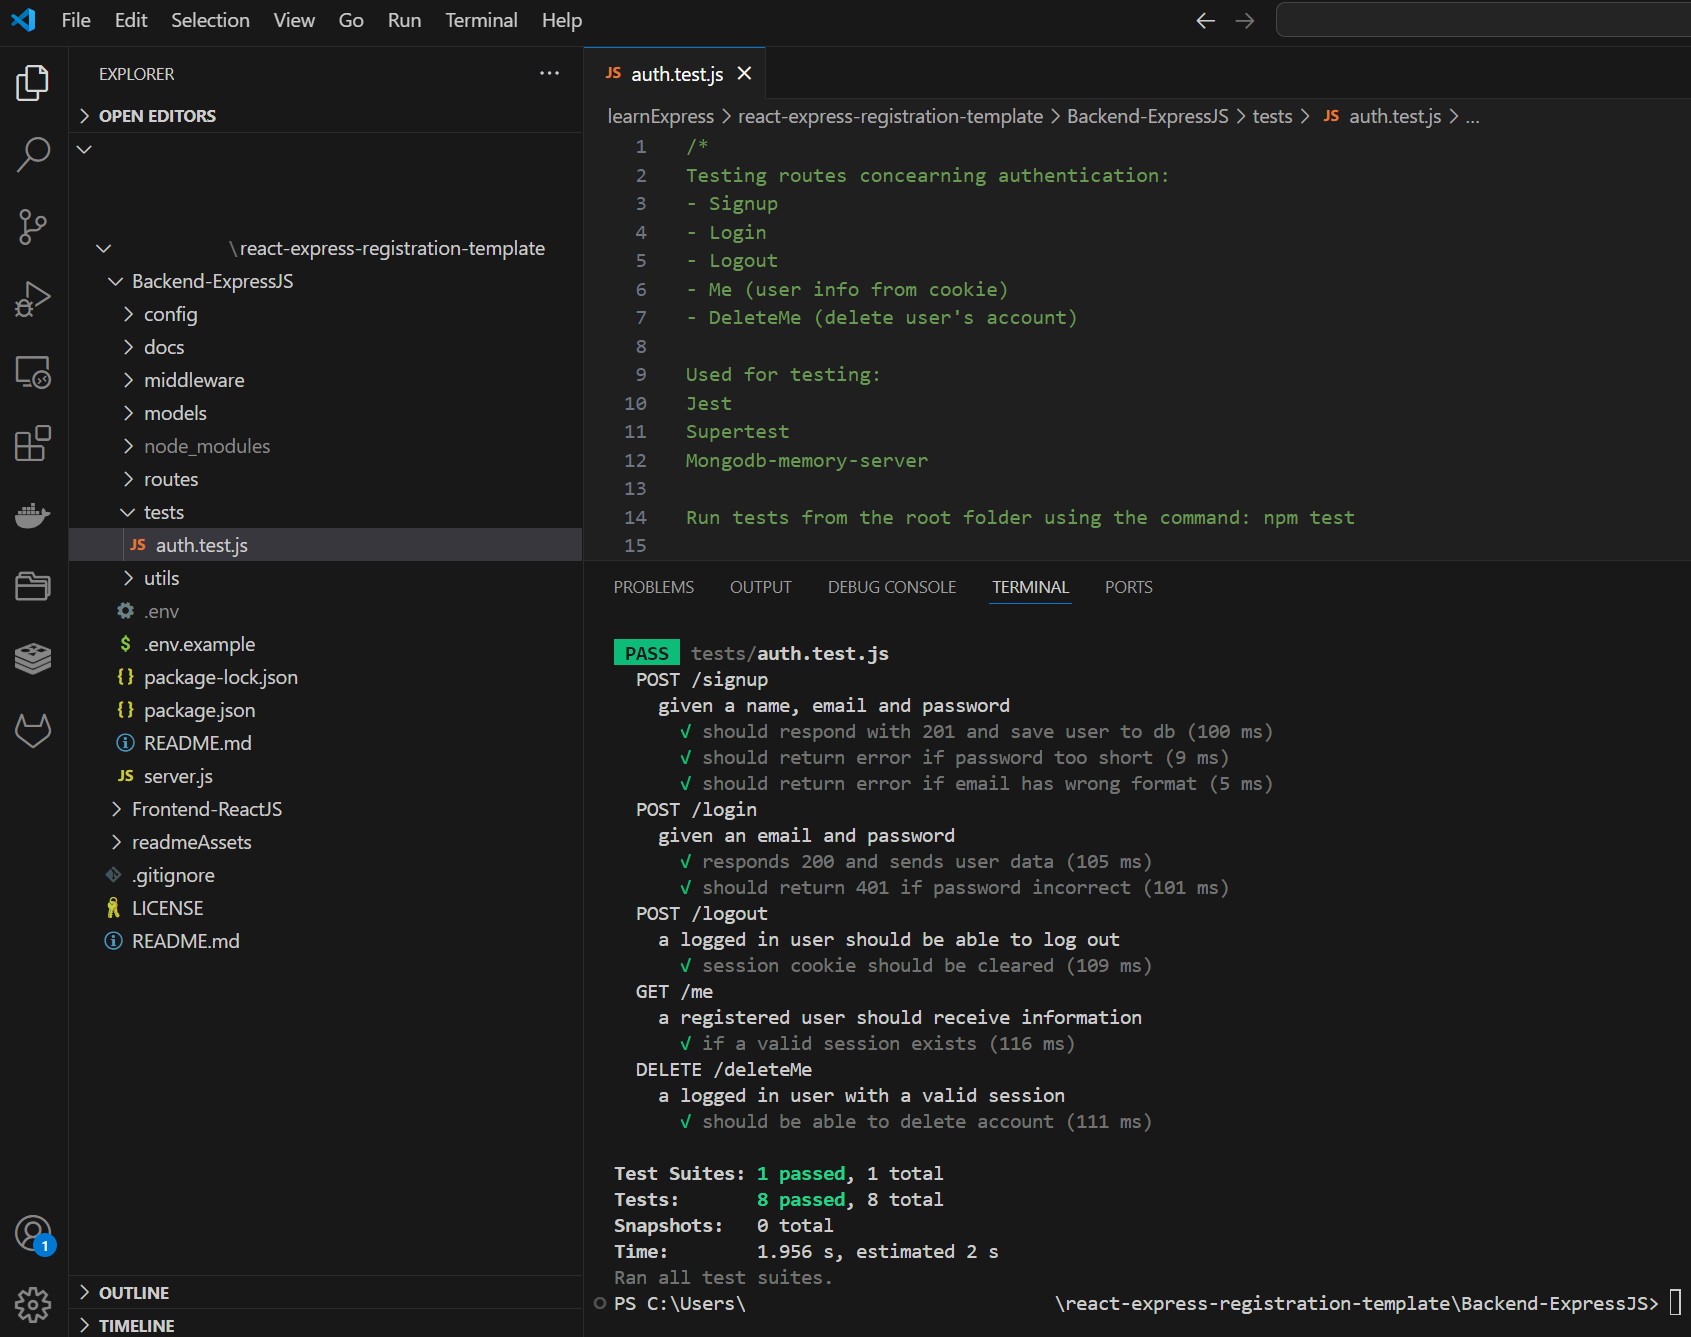 File Edit Selection View Go Run Terminal Help
EXPLORER
OPEN EDITORS
\react-express-registration-template
Backend-ExpressJS
config
docs
middleware
models
node_modules
routes
tests
JS auth.test.js
utils
.env
$ .env.example
{} package-lock.json
{} package.json
README.md
JS server.js
Frontend-ReactJS
readmeAssets
.gitignore
LICENSE
README.md
1
OUTLINE
TIMELINE
JS auth.test.js
learnExpress > react-express-registration-template > Backend-ExpressJS > tests > JS auth.test.js > ...
1 /*
2 Testing routes concearning authentication:
3 - Signup
4 - Login
5 - Logout
6 - Me (user info from cookie)
7 - DeleteMe (delete user's account)
8
9 Used for testing:
10 Jest
11 Supertest
12 Mongodb-memory-server
13
14 Run tests from the root folder using the command: npm test
15
PROBLEMS OUTPUT DEBUG CONSOLE TERMINAL PORTS
PASS tests/auth.test.js
POST /signup
given a name, email and password
√ should respond with 201 and save user to db (100 ms)
√ should return error if password too short (9 ms)
√ should return error if email has wrong format (5 ms)
POST /login
given an email and password
√ responds 200 and sends user data (105 ms)
√ should return 401 if password incorrect (101 ms)
POST /logout
a logged in user should be able to log out
√ session cookie should be cleared (109 ms)
GET /me
a registered user should receive information
√ if a valid session exists (116 ms)
DELETE /deleteMe
a logged in user with a valid session
√ should be able to delete account (111 ms)
Test Suites: 1 passed, 1 total
Tests: 8 passed, 8 total
Snapshots: 0 total
Time: 1.956 s, estimated 2 s
Ran all test suites.
PS C:\Users\ \react-express-registration-template\Backend-ExpressJS>